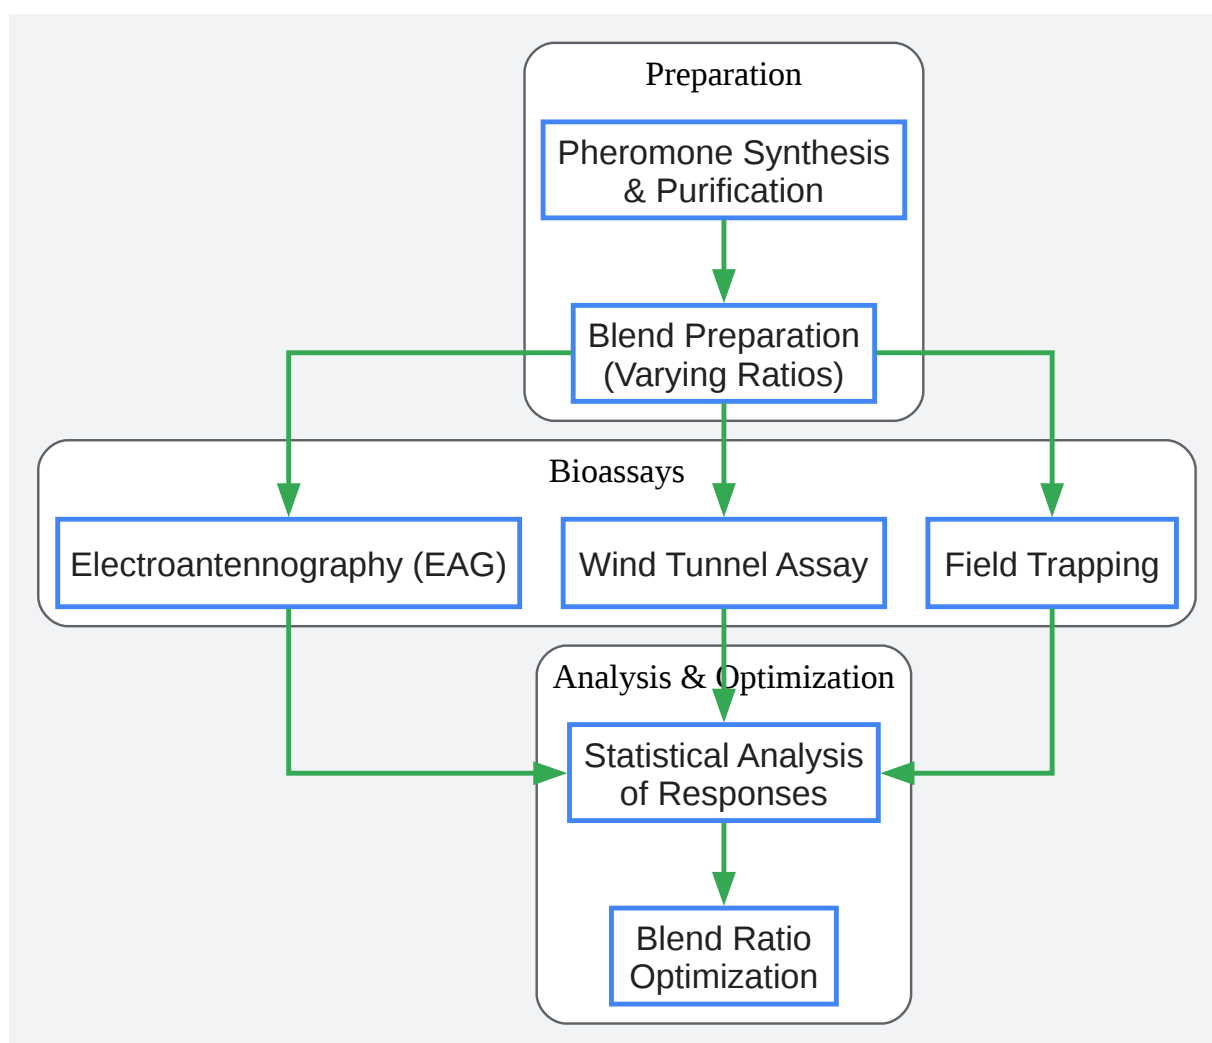 Preparation
Pheromone Synthesis
& Purification
Blend Preparation
(Varying Ratios)
Bioassays
Electroantennography (EAG)
Wind Tunnel Assay
Field Trapping
Analysis & Optimization
Statistical Analysis
of Responses
Blend Ratio
Optimization